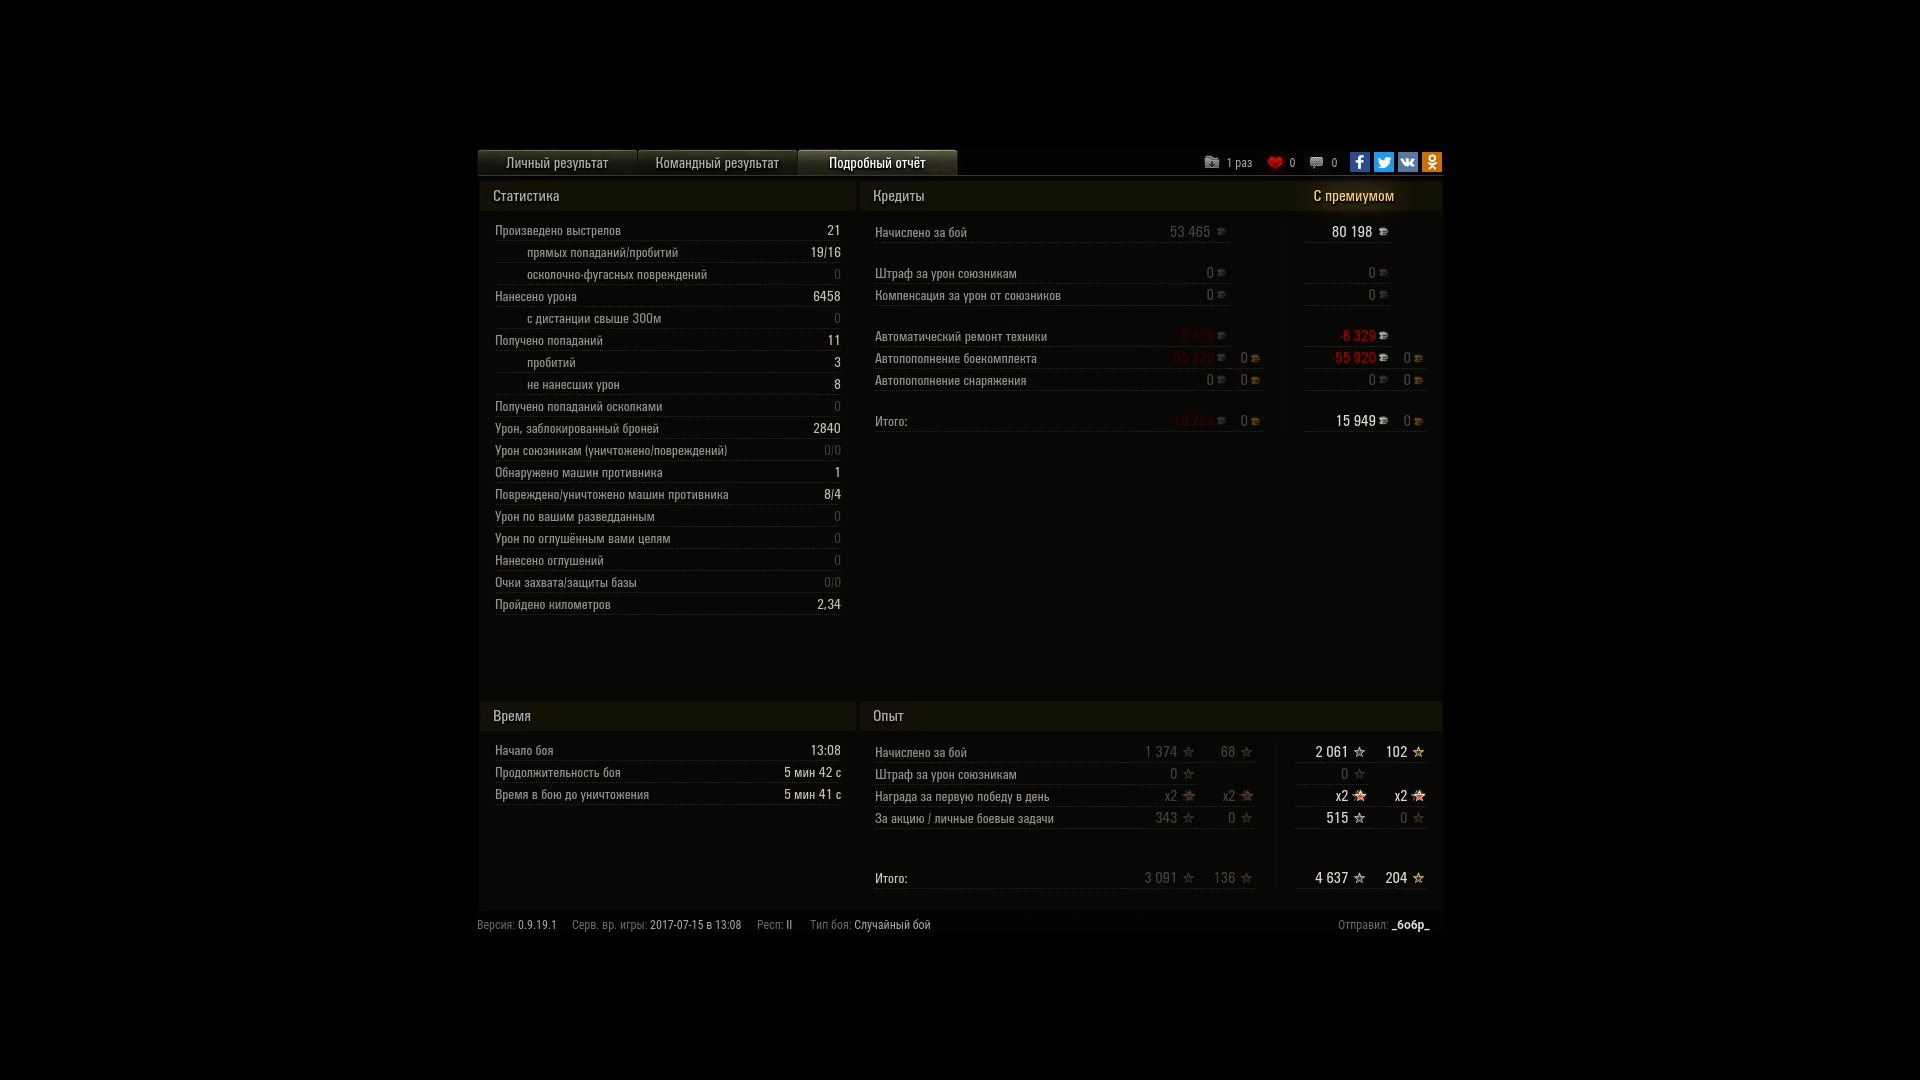 Личный результат Командный результат Подробный отчёт 1 раз 0 0
Статистика
Произведено выстрелов 21
прямых попаданий/пробитий 19/16
осколочно-фугасных повреждений 0
Нанесено урона 6458
с дистанции свыше 300м 0
Получено попаданий 11
пробитий 3
не нанесших урон 8
Получено попаданий осколками 0
Урон, заблокированный броней 2840
Урон союзникам (уничтожено/повреждений) 0/0
Обнаружено машин противника 1
Повреждено/уничтожено машин противника 8/4
Урон по вашим разведданным 0
Урон по оглушённым вами целям 0
Нанесено оглушений 0
Очки захвата/защиты базы 0/0
Пройдено километров 2,34
Кредиты С премиумом
Начислено за бой 53 465 80 198
Штраф за урон союзникам 0 0
Компенсация за урон от союзников 0 0
Автоматический ремонт техники -8 329 -8 329
Автопополнение боекомплекта -55 920 0 -55 920 0
Автопополнение снаряжения 0 0 0 0
Итого: -10 784 0 15 949 0
Время
Начало боя 13:08
Продолжительность боя 5 мин 42 с
Время в бою до уничтожения 5 мин 41 с
Опыт
Начислено за бой 1 374 68 2 061 102
Штраф за урон союзникам 0 0
Награда за первую победу в день x2 x2 x2 x2
За акцию / личные боевые задачи 343 0 515 0
Итого: 3 091 136 4 637 204
Версия: 0.9.19.1 Серв. вр. игры: 2017-07-15 в 13:08 Респ: II Тип боя: Случайный бой Отправил: _6o6p_